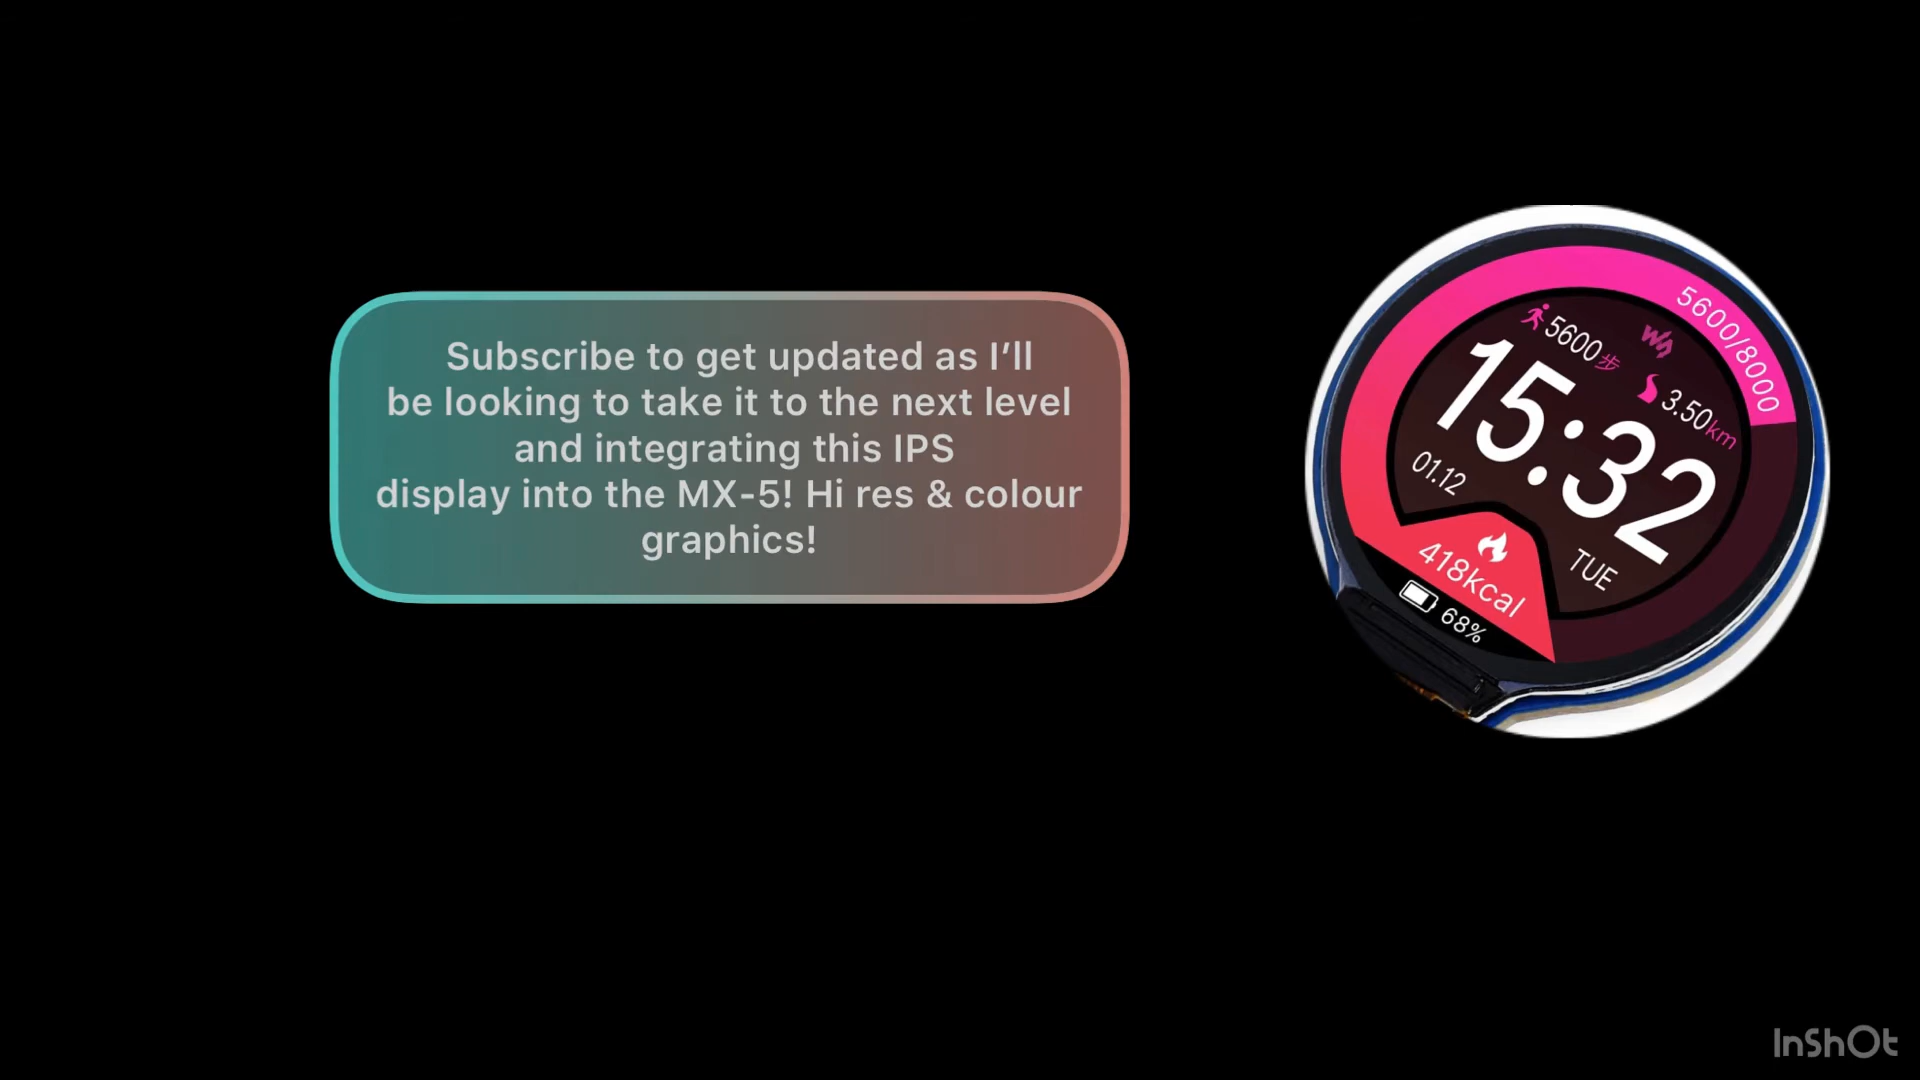 Subscribe to get updated as I’ll
be looking to take it to the next level
and integrating this IPS
display into the MX-5! Hi res & colour
graphics!
5600/8000
5600步
3.50km
15:32
01.12
TUE
418kcal
68%
InShOt